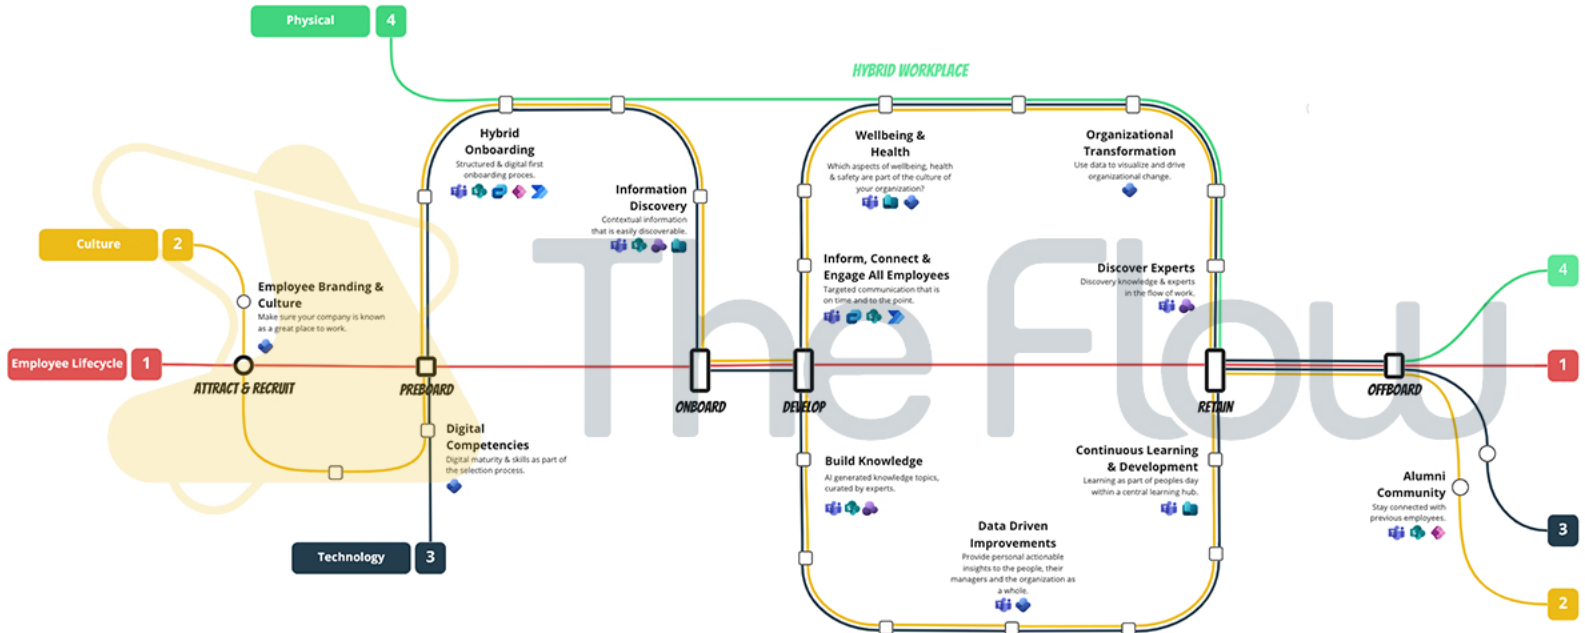 Physical
4
HYBRID WORKPLACE
Hybrid
Onboarding
Structured & digital first
onboarding proces.
Information
Discovery
Contextual information
that is easily discoverable.
Wellbeing &
Health
Which aspects of wellbeing, health
& safety are part of the culture of
your organization?
Organizational
Transformation
Use data to visualize and drive
organizational change.
Culture
2
Employee Branding &
Culture
Make sure your company is known
as a great place to work.
Inform, Connect &
Engage All Employees
Targeted communication that is
on time and to the point.
Discover Experts
Discovery knowledge & experts
in the flow of work.
The Flow
Employee Lifecycle
1
ATTRACT & RECRUIT
PREBOARD
ONBOARD
DEVELOP
RETAIN
OFFBOARD
4
1
3
2
Digital
Competencies
Digital maturity & skills as part of
the selection process.
Build Knowledge
AI generated knowledge topics,
curated by experts.
Continuous Learning
& Development
Learning as part of peoples day
within a central learning hub.
Alumni
Community
Stay connected with
previous employees.
Data Driven
Improvements
Provide personal actionable
insights to the people, their
managers and the organization as
a whole.
Technology
3